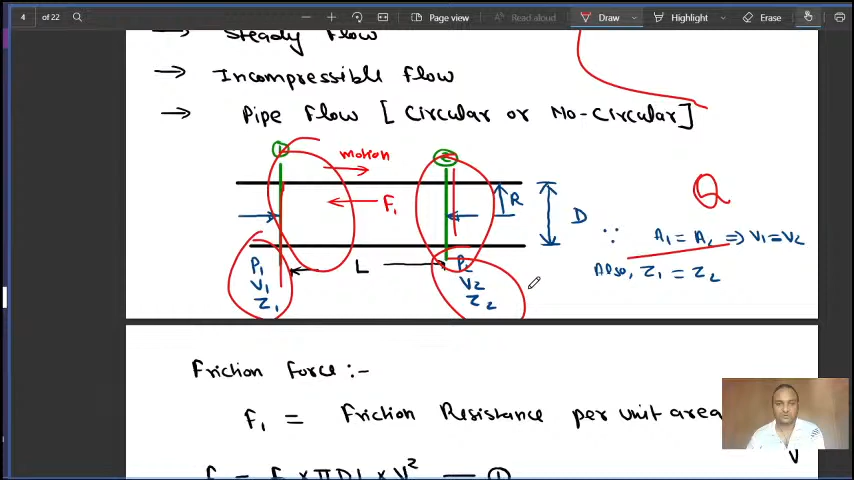 4 of 22
Page view
Read aloud
Draw
Highlight
Erase
→ Steady Flow
→ Incompressible flow
→ Pipe Flow [ Circular or No-Circular ]
1
motion
2
F1
R
D
Q
∵ A1 = A2 ⇒ V1 = V2
Also, Z1 = Z2
P1
V1
Z1
L
P2
V2
Z2
Friction Force :-
F1 = Friction Resistance per unit area
V